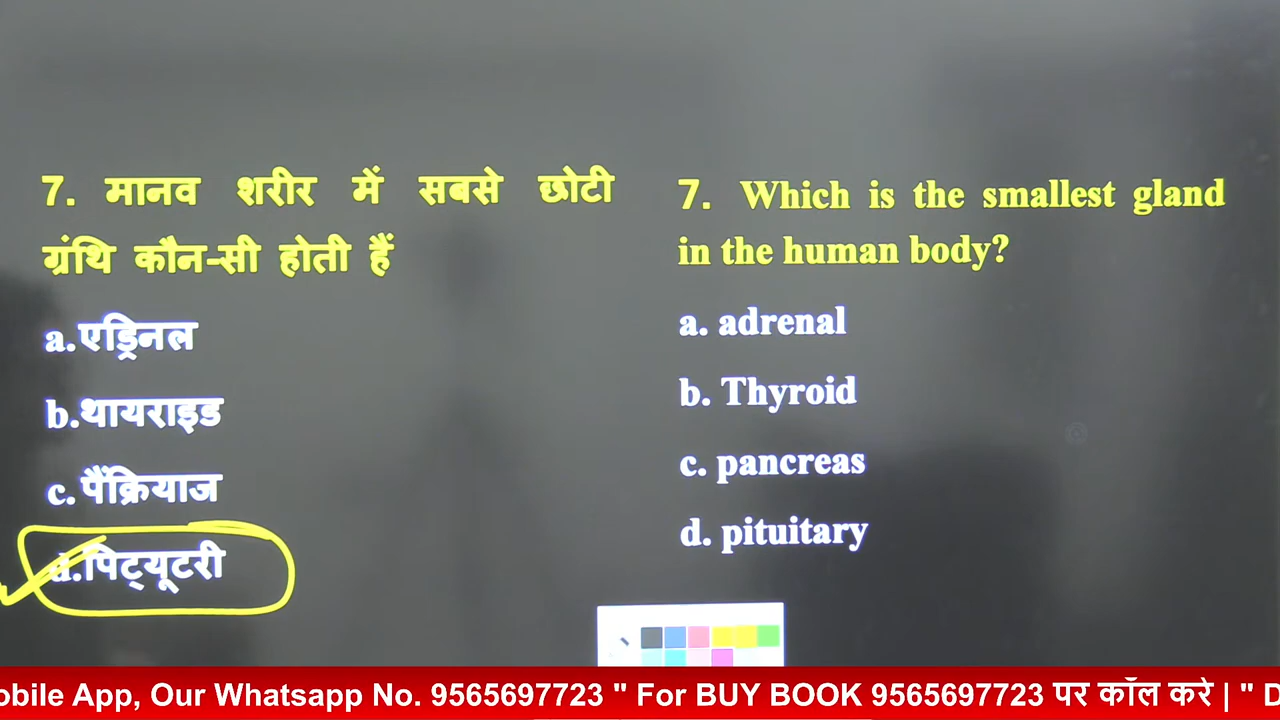 7. मानव शरीर में सबसे छोटी
ग्रंथि कौन-सी होती हैं
a.एड्रिनल
b.थायराइड
c.पैंक्रियाज
d.पिट्यूटरी
7. Which is the smallest gland
in the human body?
a. adrenal
b. Thyroid
c. pancreas
d. pituitary
obile App, Our Whatsapp No. 9565697723 " For BUY BOOK 9565697723 पर कॉल करे | " D